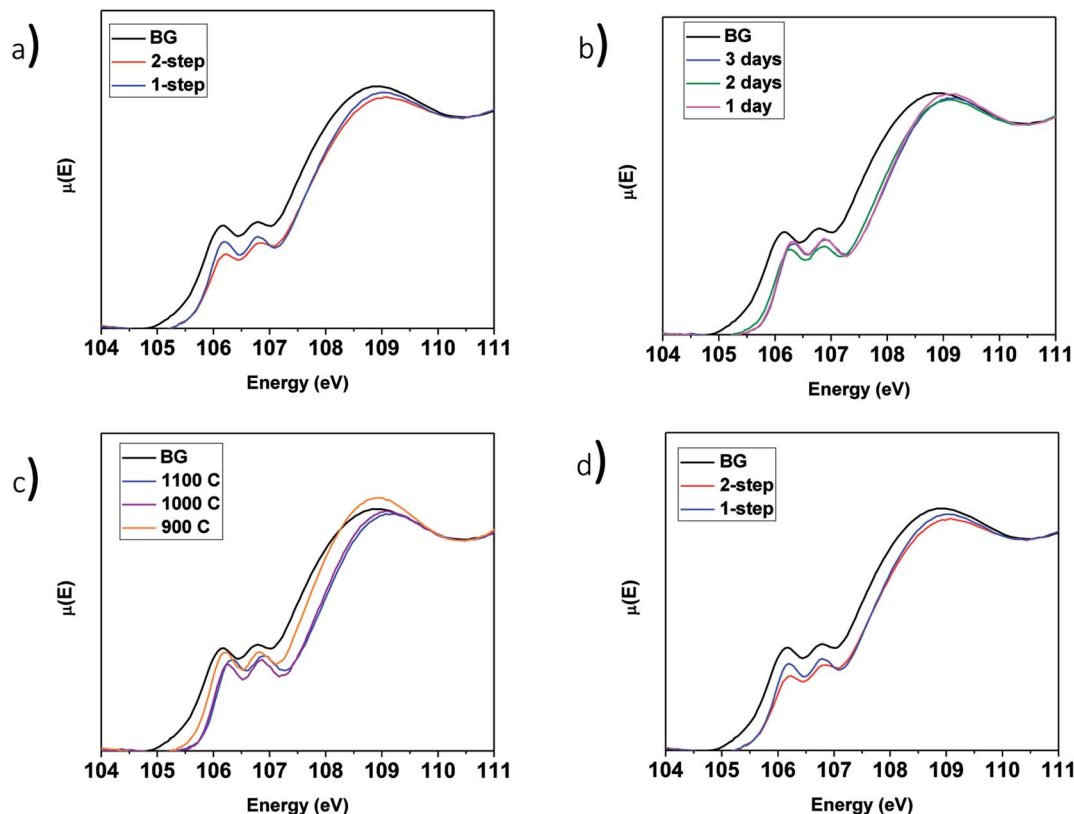 a)
BG
2-step
1-step
μ(E)
104 105 106 107 108 109 110 111
Energy (eV)
b)
BG
3 days
2 days
1 day
μ(E)
104 105 106 107 108 109 110 111
Energy (eV)
c)
BG
1100 C
1000 C
900 C
μ(E)
104 105 106 107 108 109 110 111
Energy (eV)
d)
BG
2-step
1-step
μ(E)
104 105 106 107 108 109 110 111
Energy (eV)